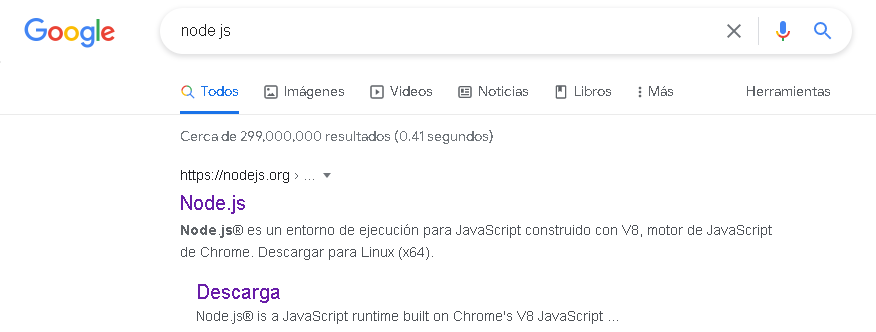 Google
node js
Todos Imágenes Videos Noticias Libros Más Herramientas
Cerca de 299,000,000 resultados (0.41 segundos)
https://nodejs.org › ...
Node.js
Node.js® es un entorno de ejecución para JavaScript construido con V8, motor de JavaScript
de Chrome. Descargar para Linux (x64).
Descarga
Node.js® is a JavaScript runtime built on Chrome's V8 JavaScript ...